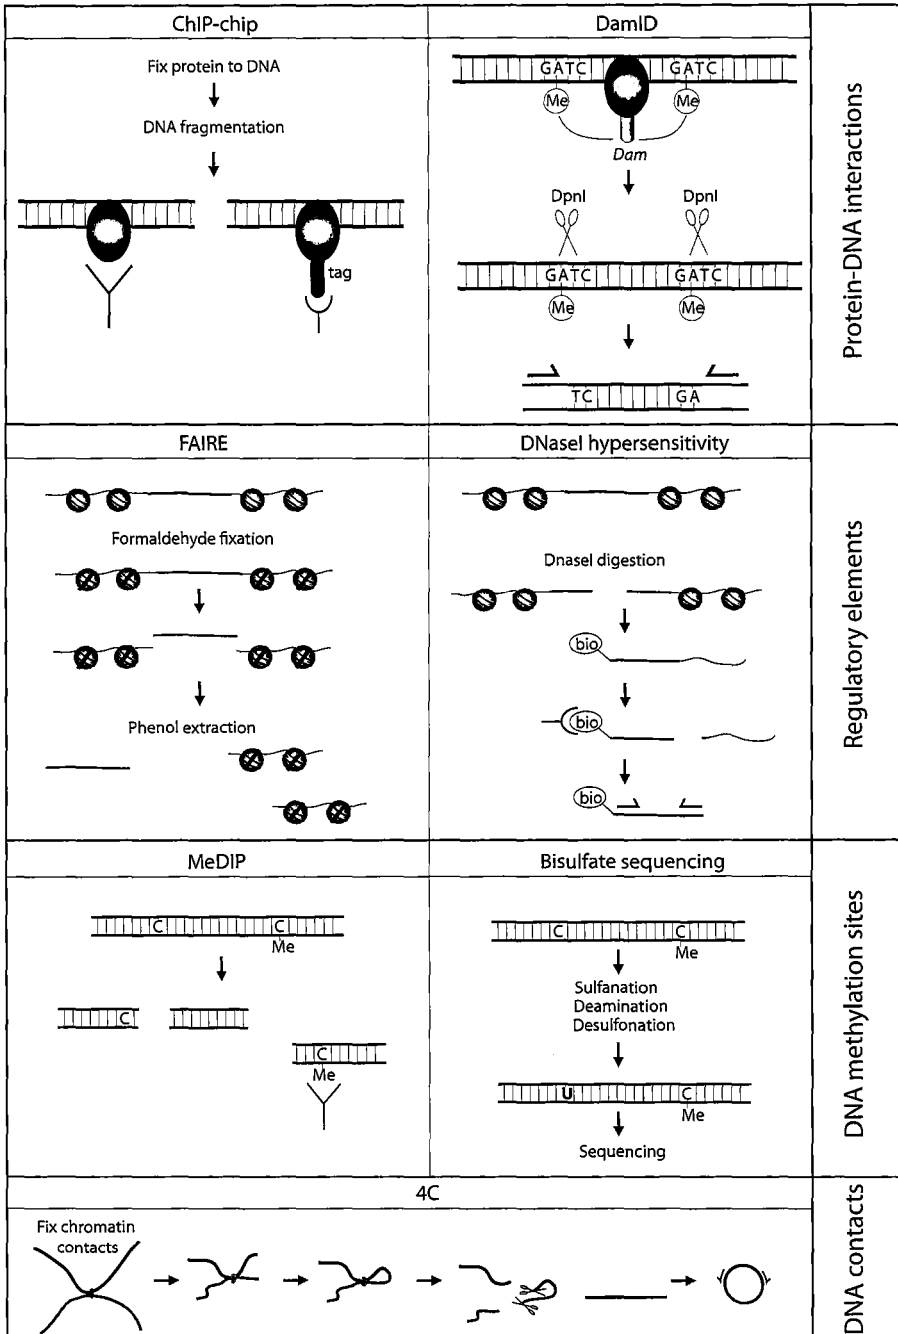 ChIP-chip
Fix protein to DNA
DNA fragmentation
tag
DamID
GATC GATC
Me Me
Dam
DpnI DpnI
GATC GATC
Me Me
TC GA
Protein-DNA interactions
FAIRE
Formaldehyde fixation
Phenol extraction
DNaseI hypersensitivity
DnaseI digestion
bio
bio
bio
Regulatory elements
MeDIP
C C
Me
C
C
Me
Bisulfate sequencing
C C
Me
Sulfanation
Deamination
Desulfonation
U C
Me
Sequencing
DNA methylation sites
4C
Fix chromatin
contacts
DNA contacts